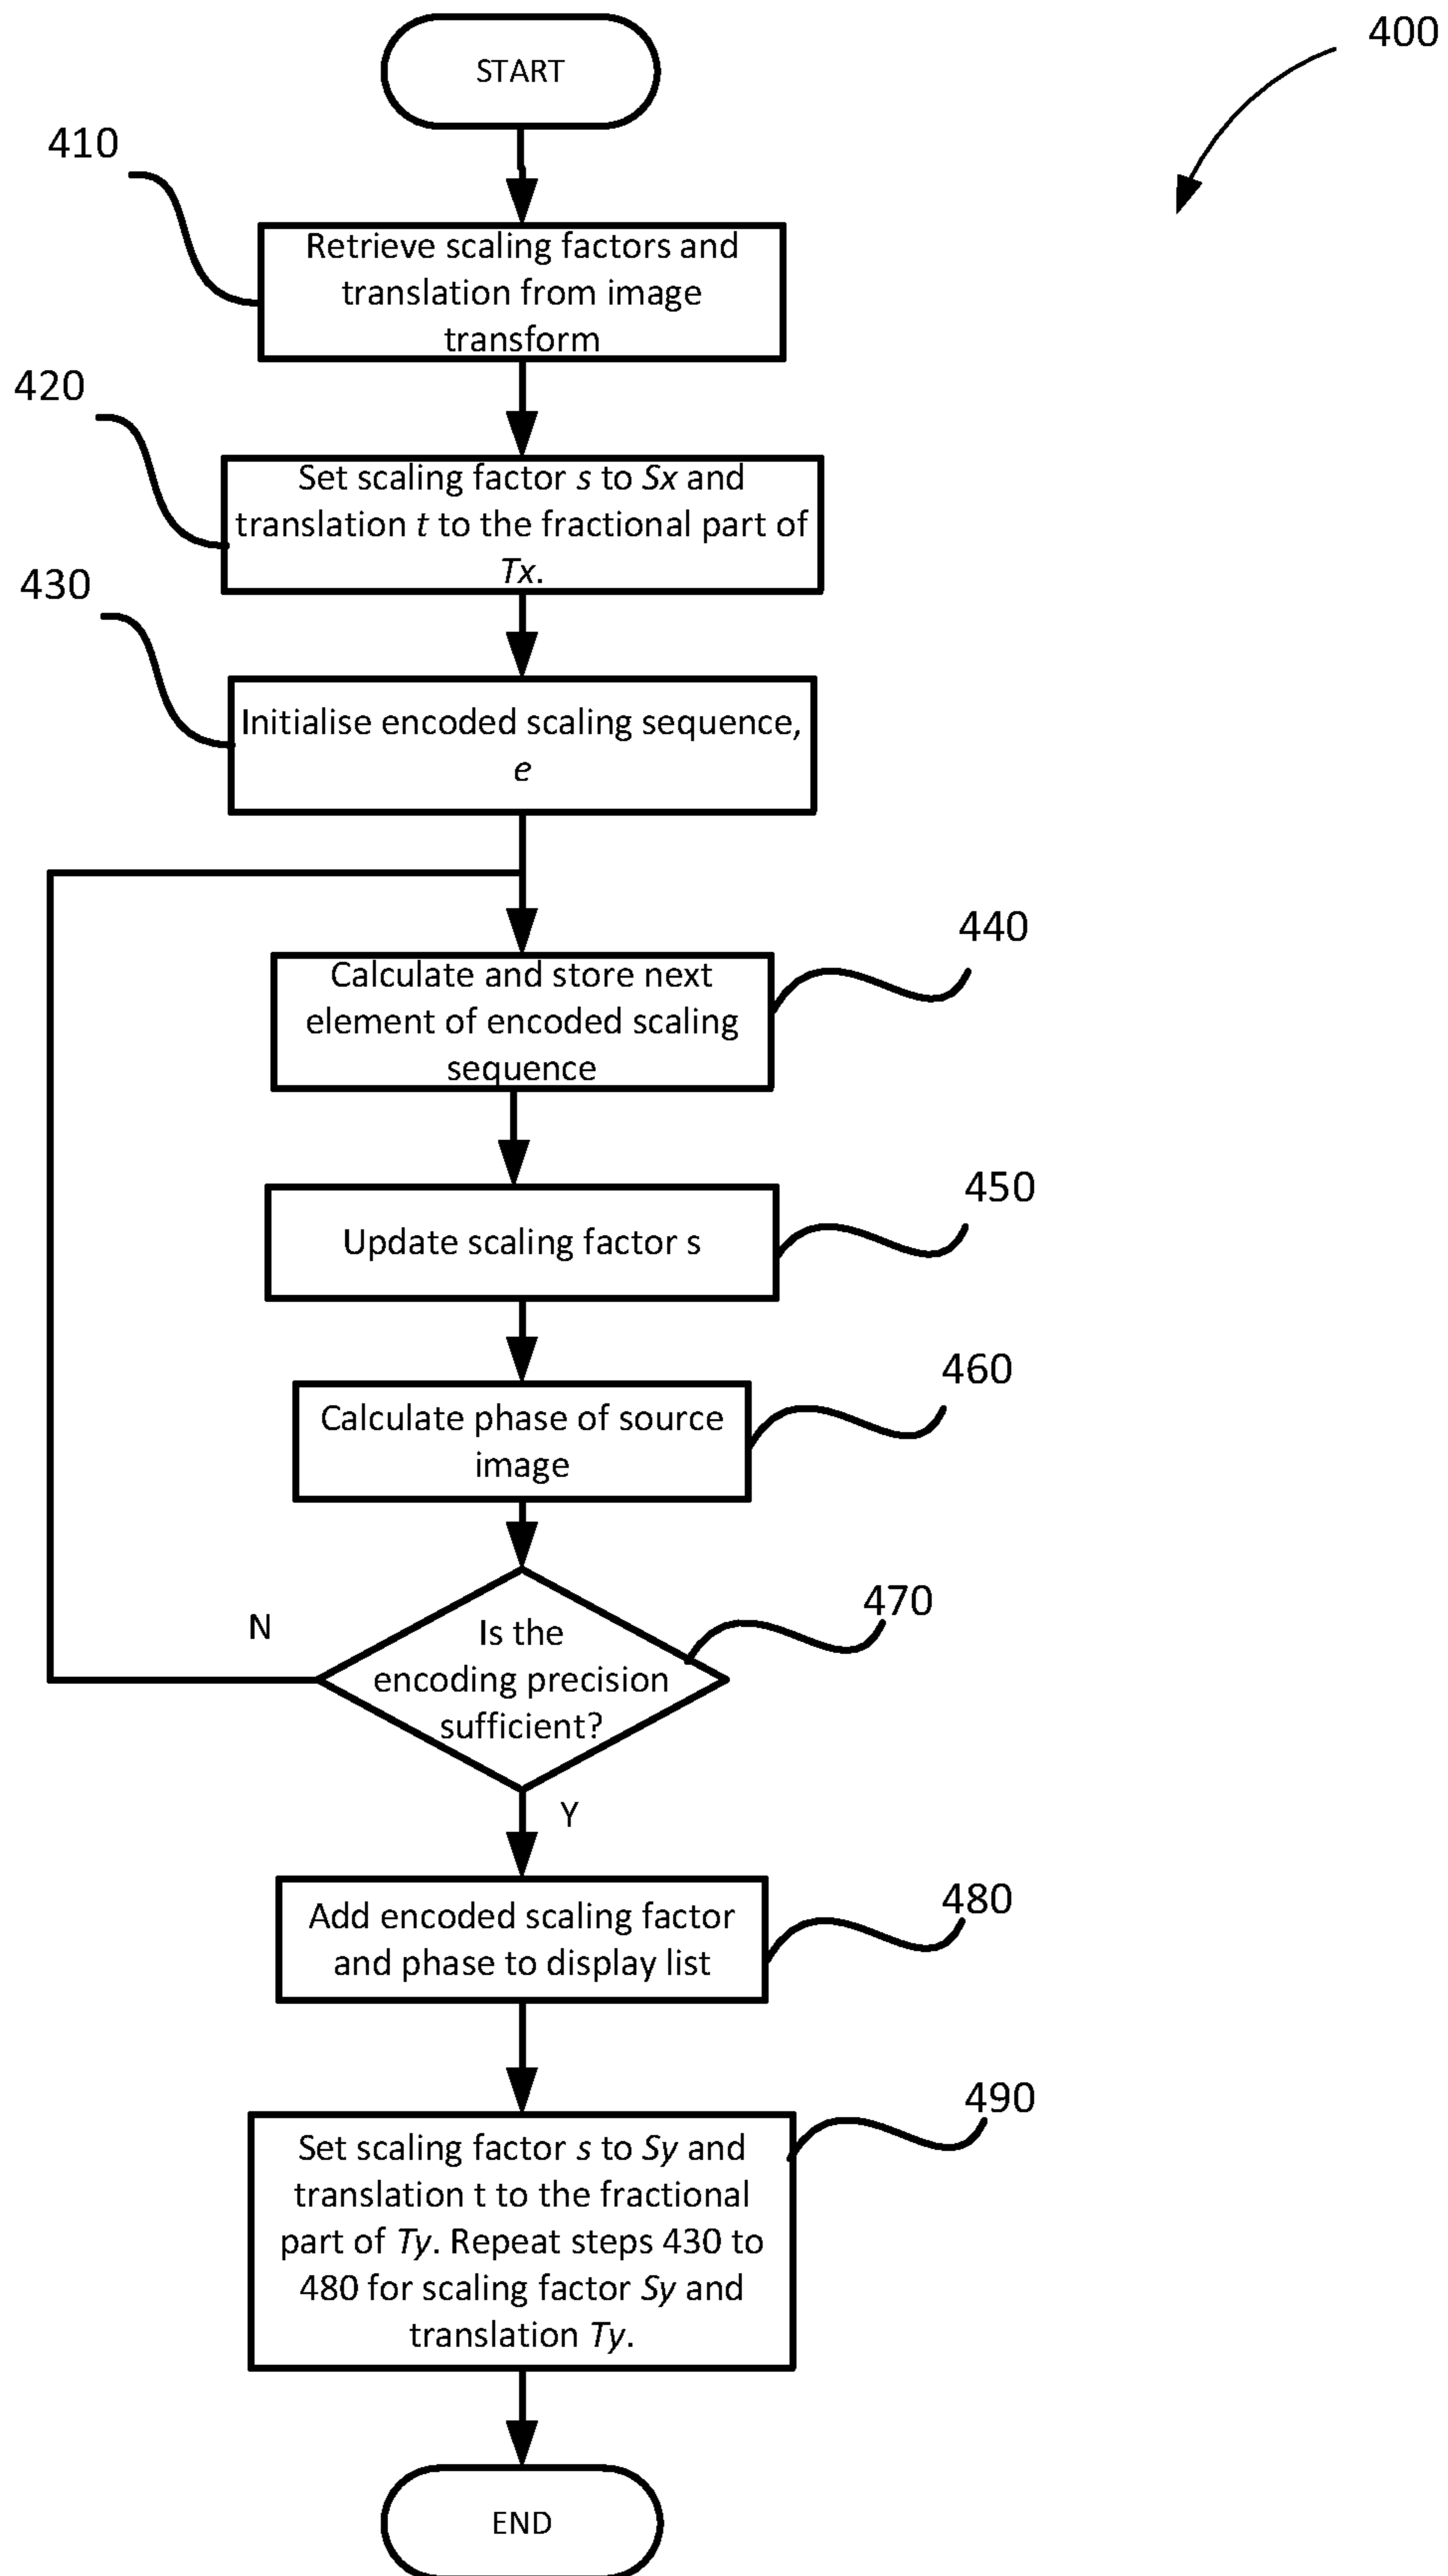 START
400
410
Retrieve scaling factors and
translation from image
transform
420
Set scaling factor s to Sx and
translation t to the fractional part of
Tx.
430
Initialise encoded scaling sequence,
e
440
Calculate and store next
element of encoded scaling
sequence
450
Update scaling factor s
460
Calculate phase of source
image
470
N
Is the
encoding precision
sufficient?
Y
480
Add encoded scaling factor
and phase to display list
490
Set scaling factor s to Sy and
translation t to the fractional
part of Ty. Repeat steps 430 to
480 for scaling factor Sy and
translation Ty.
END